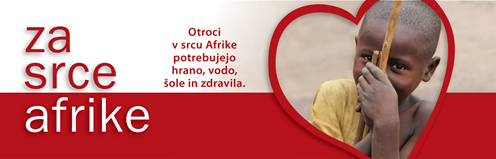 za
srce
afrike
Otroci
v srcu Afrike
potrebujejo
hrano, vodo,
šole in zdravila.